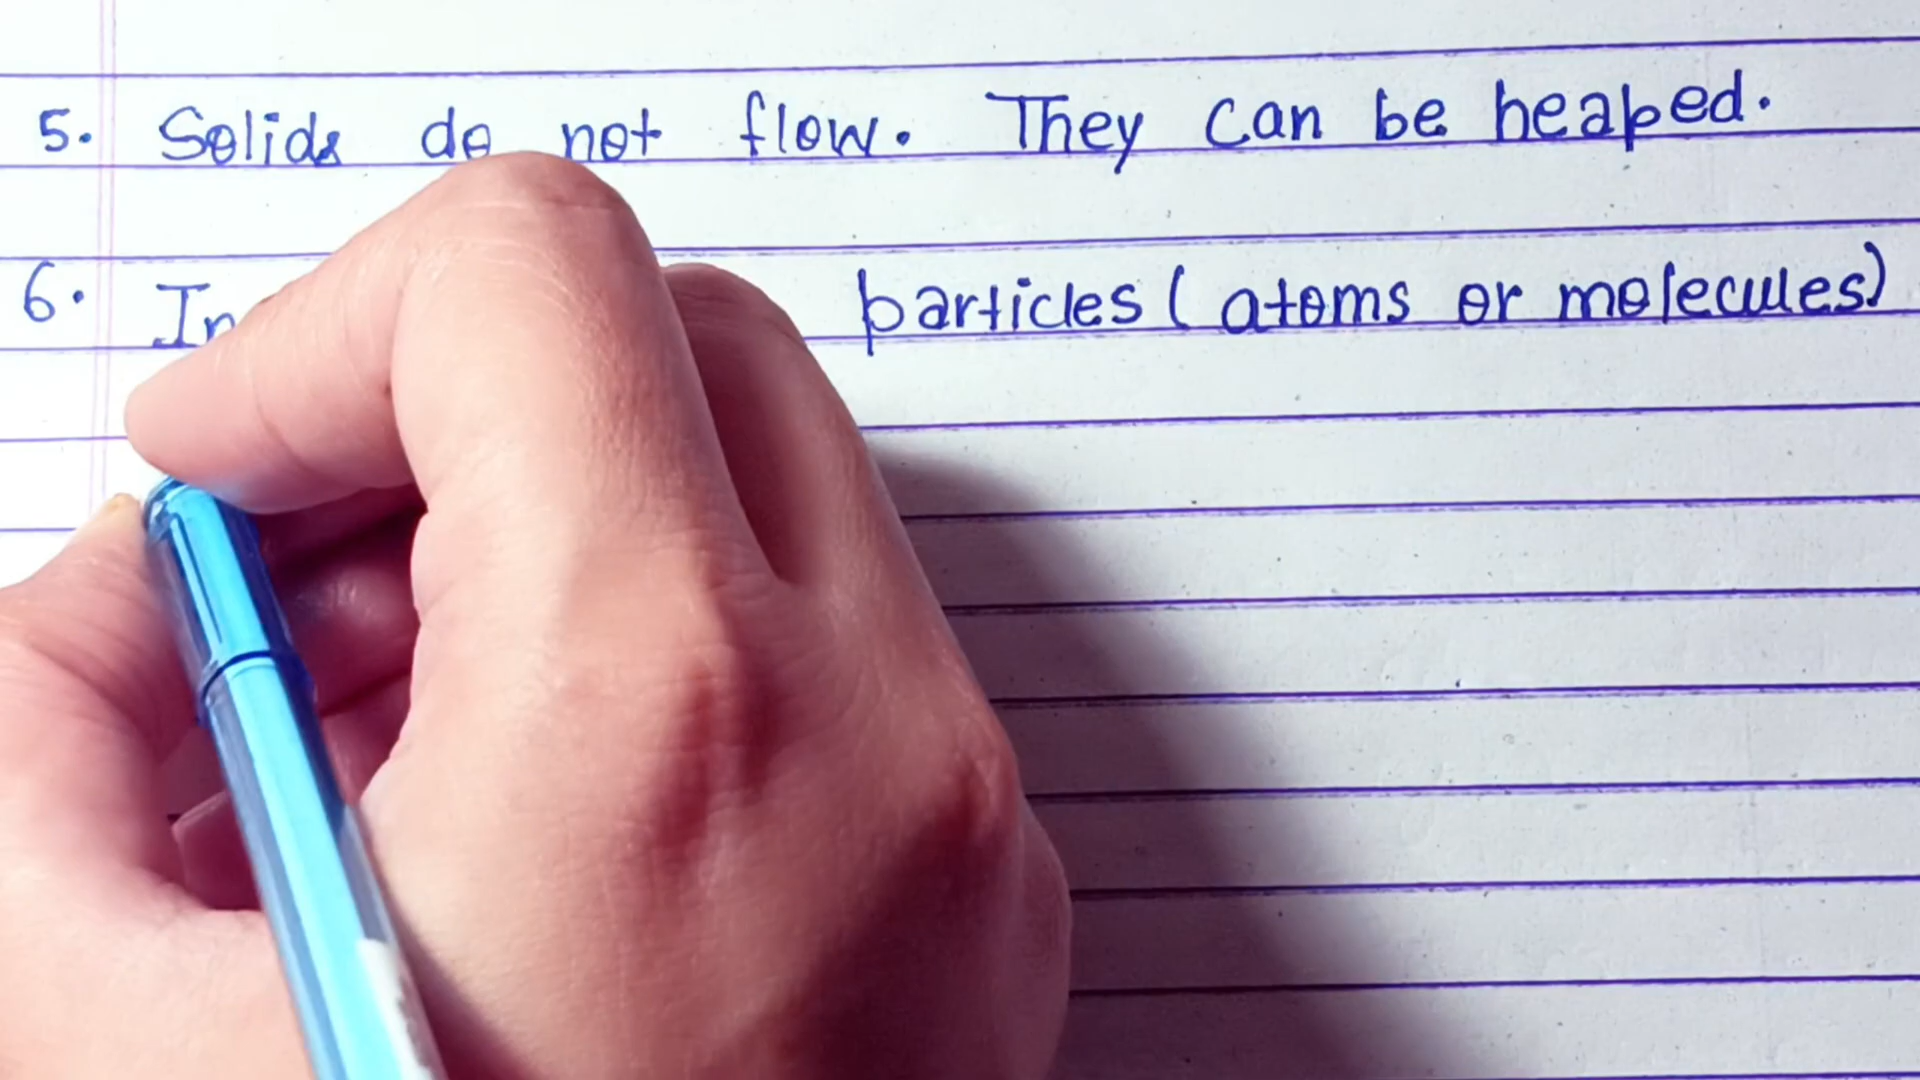 5. Solids do not flow. They can be heaped.
6. In particles ( atoms or molecules)